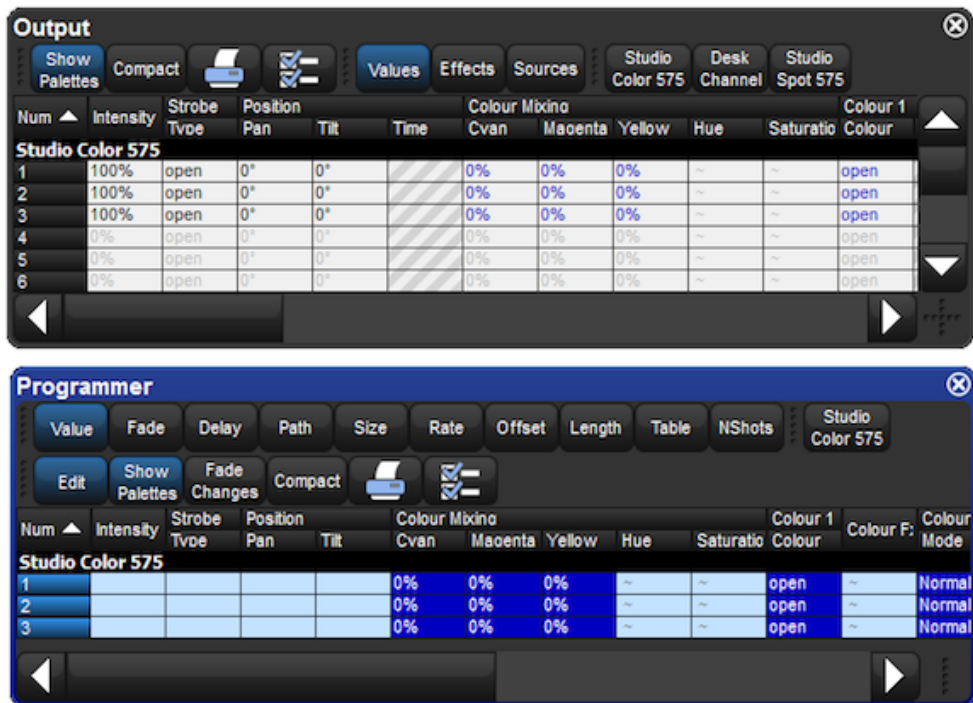 Output
Show Palettes Compact Values Effects Sources Studio Color 575 Desk Channel Studio Spot 575
Num Intensity Strobe Position Colour Mixing Colour 1
Type Pan Tilt Time Cyan Magenta Yellow Hue Saturatio Colour
Studio Color 575
1 100% open 0° 0° 0% 0% 0% ~ ~ open
2 100% open 0° 0° 0% 0% 0% ~ ~ open
3 100% open 0° 0° 0% 0% 0% ~ ~ open
4 0% open 0° 0° 0% 0% 0% ~ ~ open
5 0% open 0° 0° 0% 0% 0% ~ ~ open
6 0% open 0° 0° 0% 0% 0% ~ ~ open
Programmer
Value Fade Delay Path Size Rate Offset Length Table NShots Studio Color 575
Edit Show Palettes Fade Changes Compact
Num Intensity Strobe Position Colour Mixing Colour 1 Colour F Colour
Type Pan Tilt Cyan Magenta Yellow Hue Saturatio Colour Mode
Studio Color 575
1 0% 0% 0% ~ ~ open ~ Normal
2 0% 0% 0% ~ ~ open ~ Normal
3 0% 0% 0% ~ ~ open ~ Normal